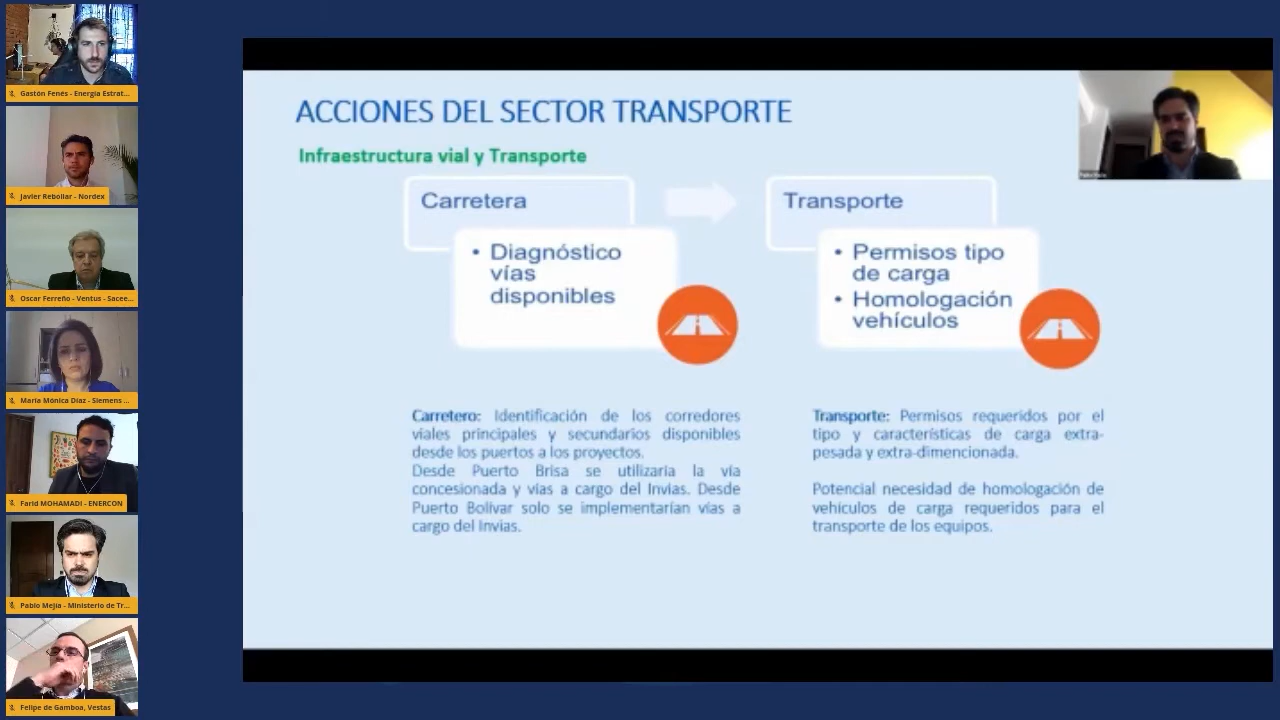 Gastón Fenés - Energía Estrat...
Javier Rebollar - Nordex
Oscar Ferreño - Ventus - Sacee...
María Mónica Díaz - Siemens ...
Farid MOHAMADI - ENERCON
Pablo Mejía - Ministerio de Tr...
Felipe de Gamboa, Vestas
ACCIONES DEL SECTOR TRANSPORTE
Infraestructura vial y Transporte
Carretera
• Diagnóstico
vías
disponibles
Transporte
• Permisos tipo
de carga
• Homologación
vehículos
Carretero: Identificación de los corredores
viales principales y secundarios disponibles
desde los puertos a los proyectos.
Desde Puerto Brisa se utilizaría la vía
concesionada y vías a cargo del Invias. Desde
Puerto Bolívar solo se implementarían vías a
cargo del Invias.
Transporte: Permisos requeridos por el
tipo y características de carga extra-
pesada y extra-dimencionada.
Potencial necesidad de homologación de
vehículos de carga requeridos para el
transporte de los equipos.